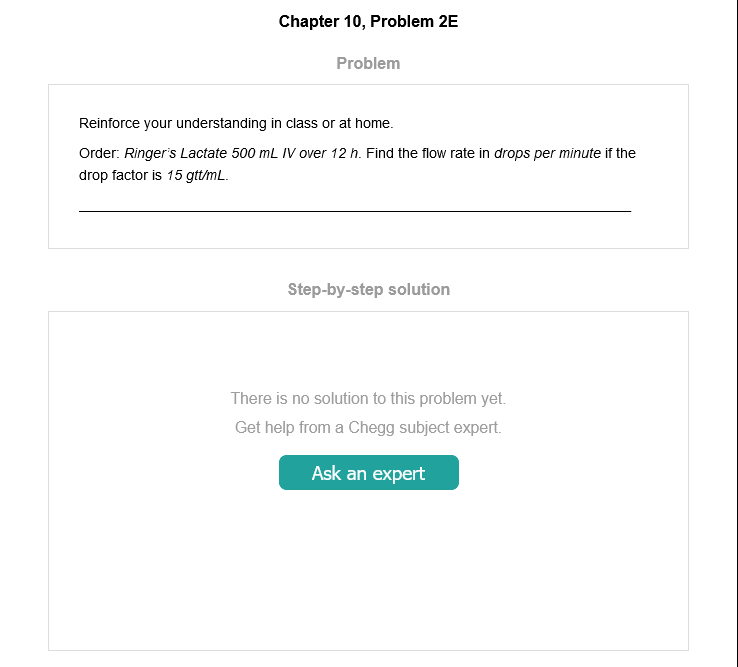 Chapter 10, Problem 2E
Problem
Reinforce your understanding in class or at home.
Order: Ringer's Lactate 500 mL IV over 12 h. Find the flow rate in drops per minute if the
drop factor is 15 gtt/mL.
Step-by-step solution
There is no solution to this problem yet.
Get help from a Chegg subject expert.
Ask an expert